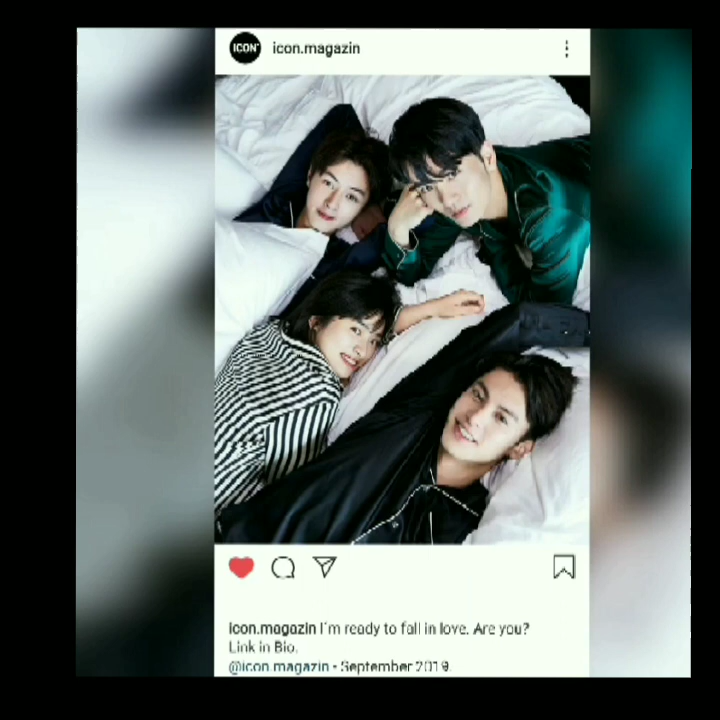 ICON
icon.magazin
icon.magazin I'm ready to fall in love. Are you?
Link in Bio.
@icon.magazin - September 2019.